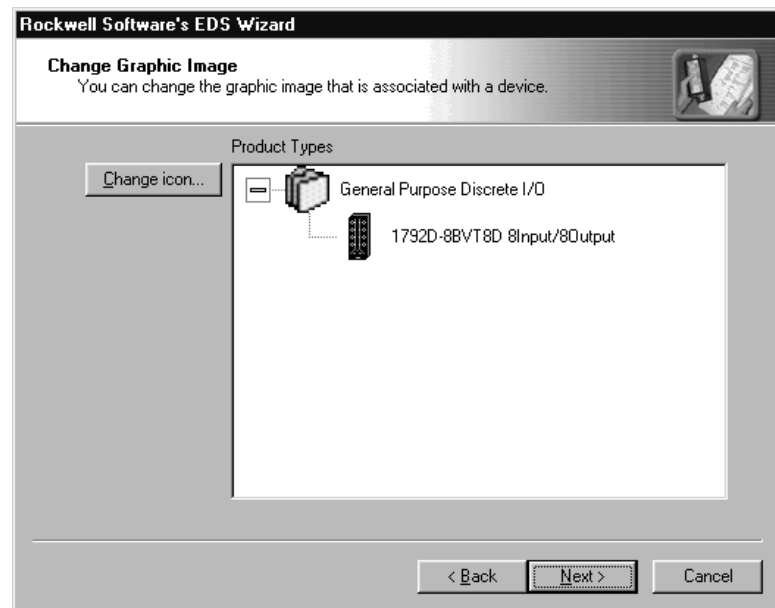 Rockwell Software's EDS Wizard
Change Graphic Image
You can change the graphic image that is associated with a device.
Product Types
Change icon...
General Purpose Discrete I/O
1792D-8BVT8D 8Input/8Output
< Back
Next >
Cancel